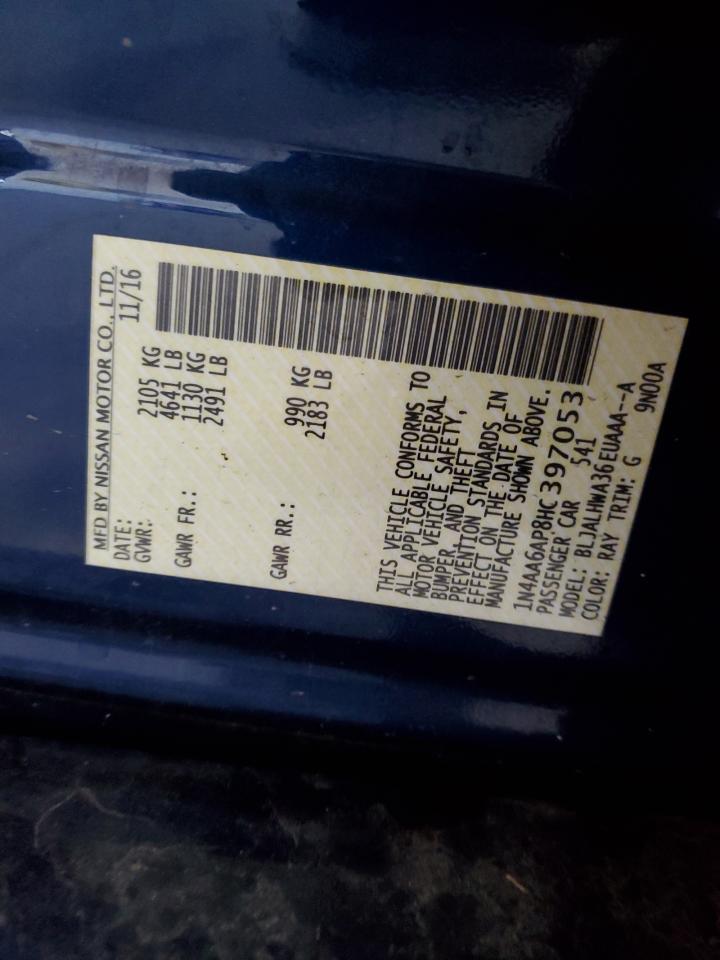 MFD BY NISSAN MOTOR CO., LTD.
DATE: 11/16
GVWR: 2105 KG
4641 LB
GAWR FR.: 1130 KG
2491 LB
GAWR RR.: 990 KG
2183 LB
THIS VEHICLE CONFORMS TO
ALL APPLICABLE FEDERAL
MOTOR VEHICLE SAFETY,
BUMPER, AND THEFT
PREVENTION STANDARDS IN
EFFECT ON THE DATE OF
MANUFACTURE SHOWN ABOVE.
1N4AA6AP8HC397053
PASSENGER CAR 541
MODEL: BLJALHWA36EUAAA--A
COLOR: RAY TRIM: G 9N00A